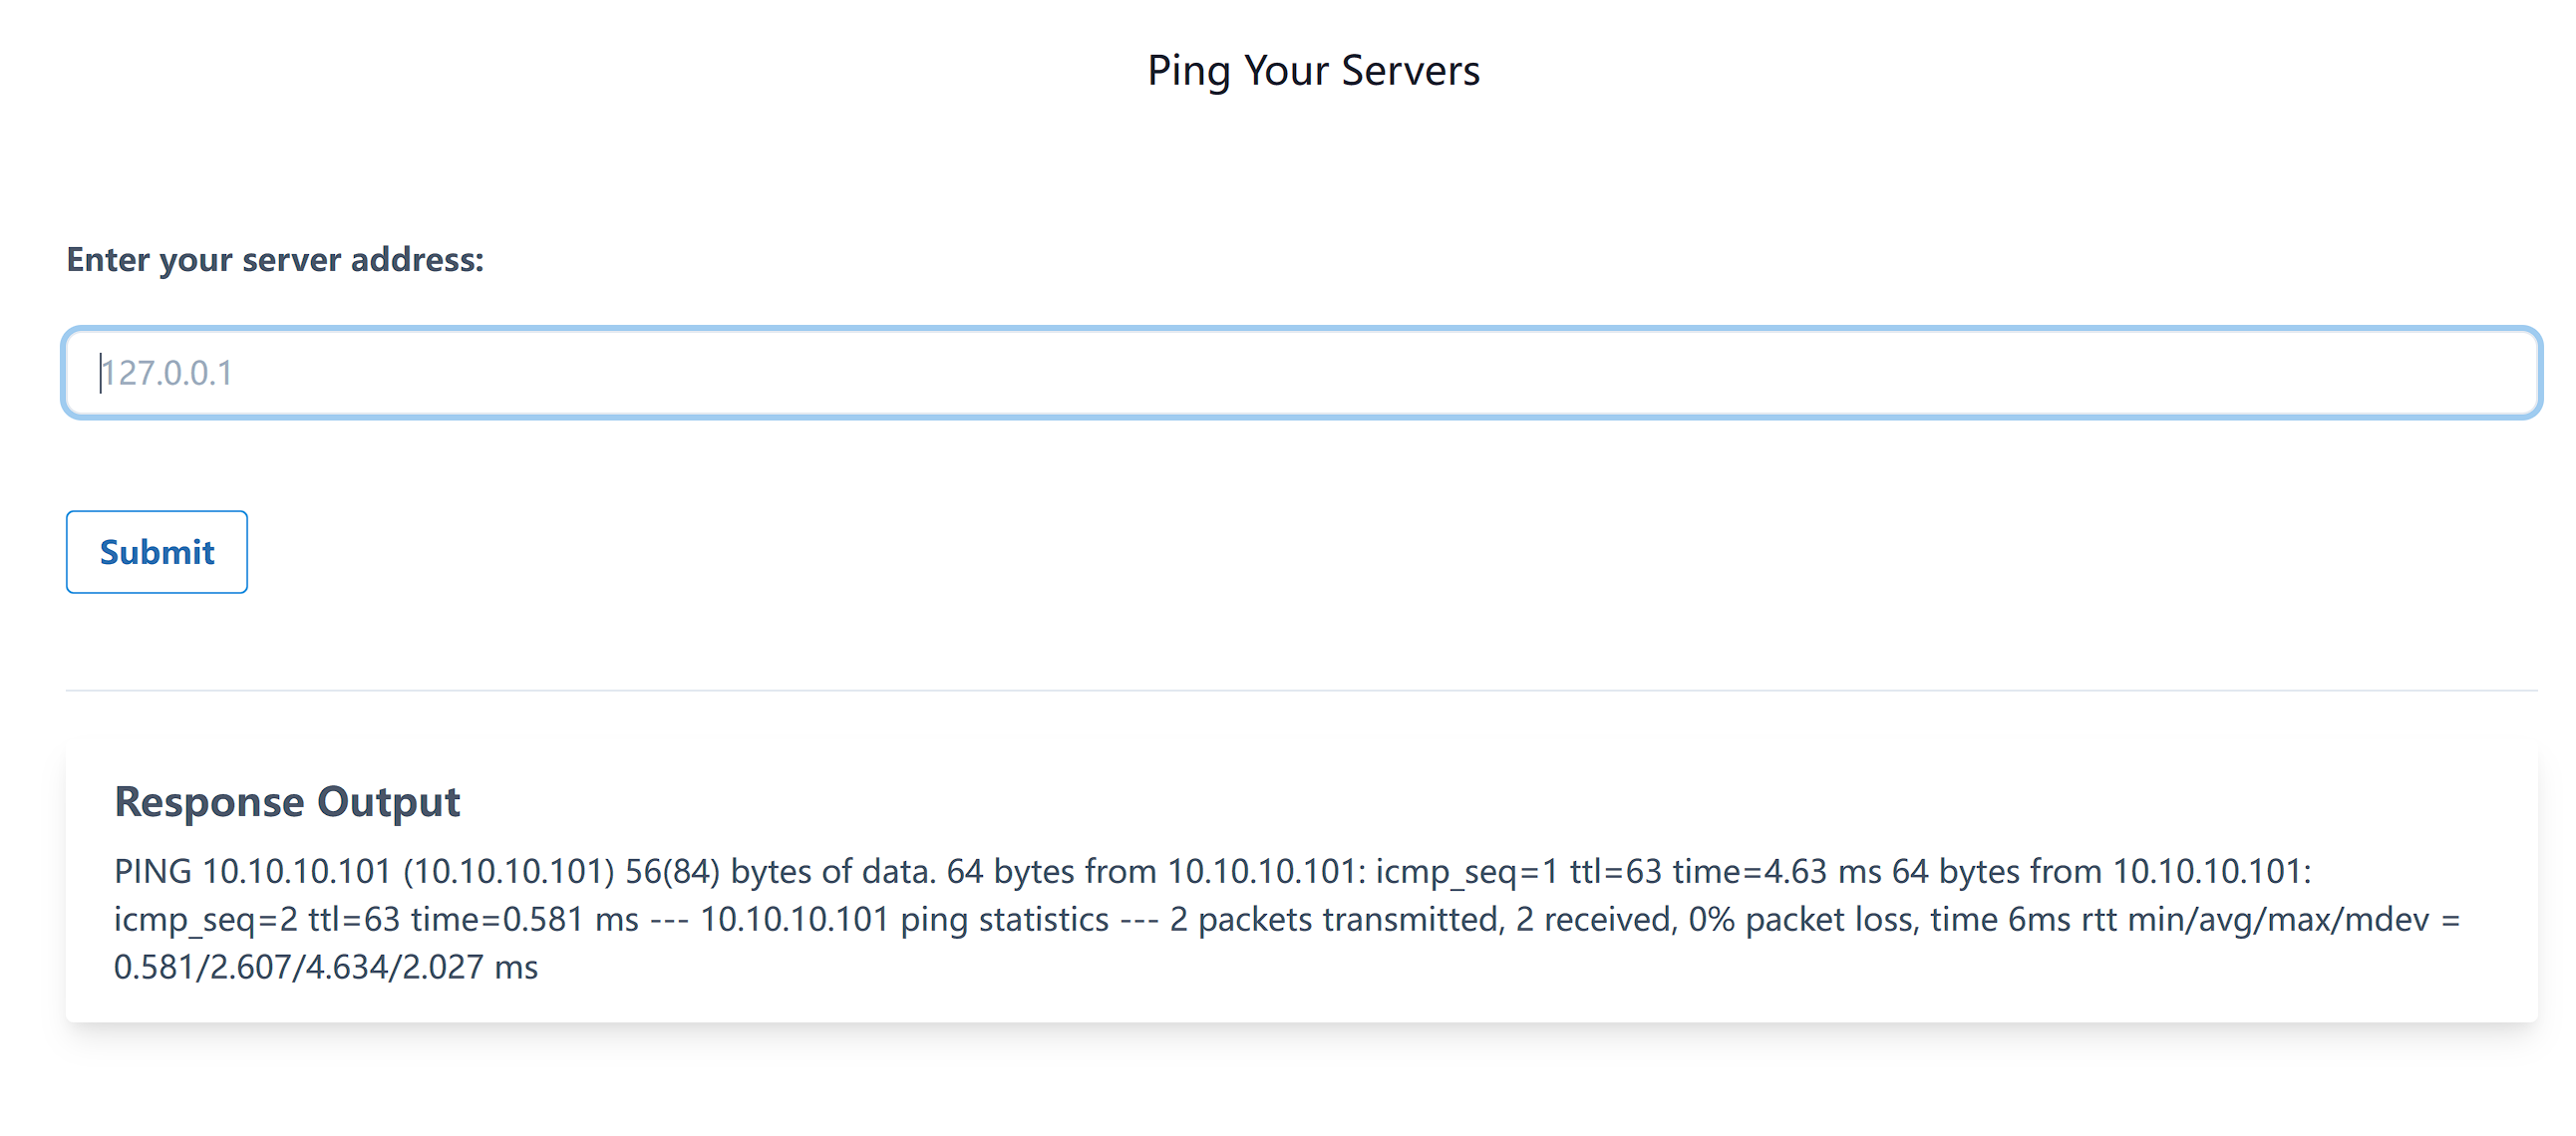 Ping Your Servers
Enter your server address:
127.0.0.1
Submit
Response Output
PING 10.10.10.101 (10.10.10.101) 56(84) bytes of data. 64 bytes from 10.10.10.101: icmp_seq=1 ttl=63 time=4.63 ms 64 bytes from 10.10.10.101:
icmp_seq=2 ttl=63 time=0.581 ms --- 10.10.10.101 ping statistics --- 2 packets transmitted, 2 received, 0% packet loss, time 6ms rtt min/avg/max/mdev =
0.581/2.607/4.634/2.027 ms